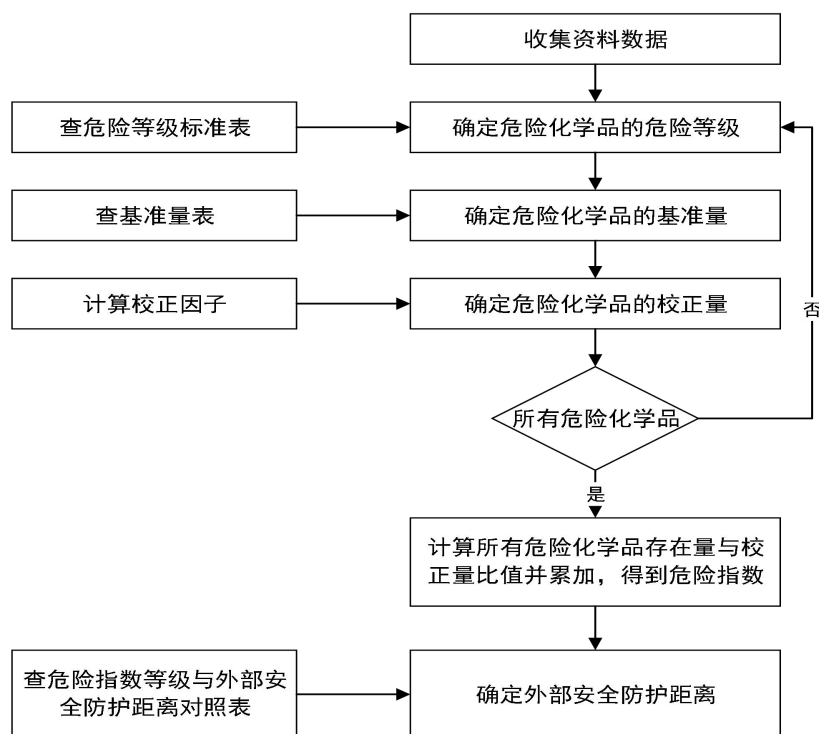 收集资料数据
查危险等级标准表
确定危险化学品的危险等级
查基准量表
确定危险化学品的基准量
计算校正因子
确定危险化学品的校正量
否
所有危险化学品
是
计算所有危险化学品存在量与校
正量比值并累加，得到危险指数
查危险指数等级与外部安
全防护距离对照表
确定外部安全防护距离